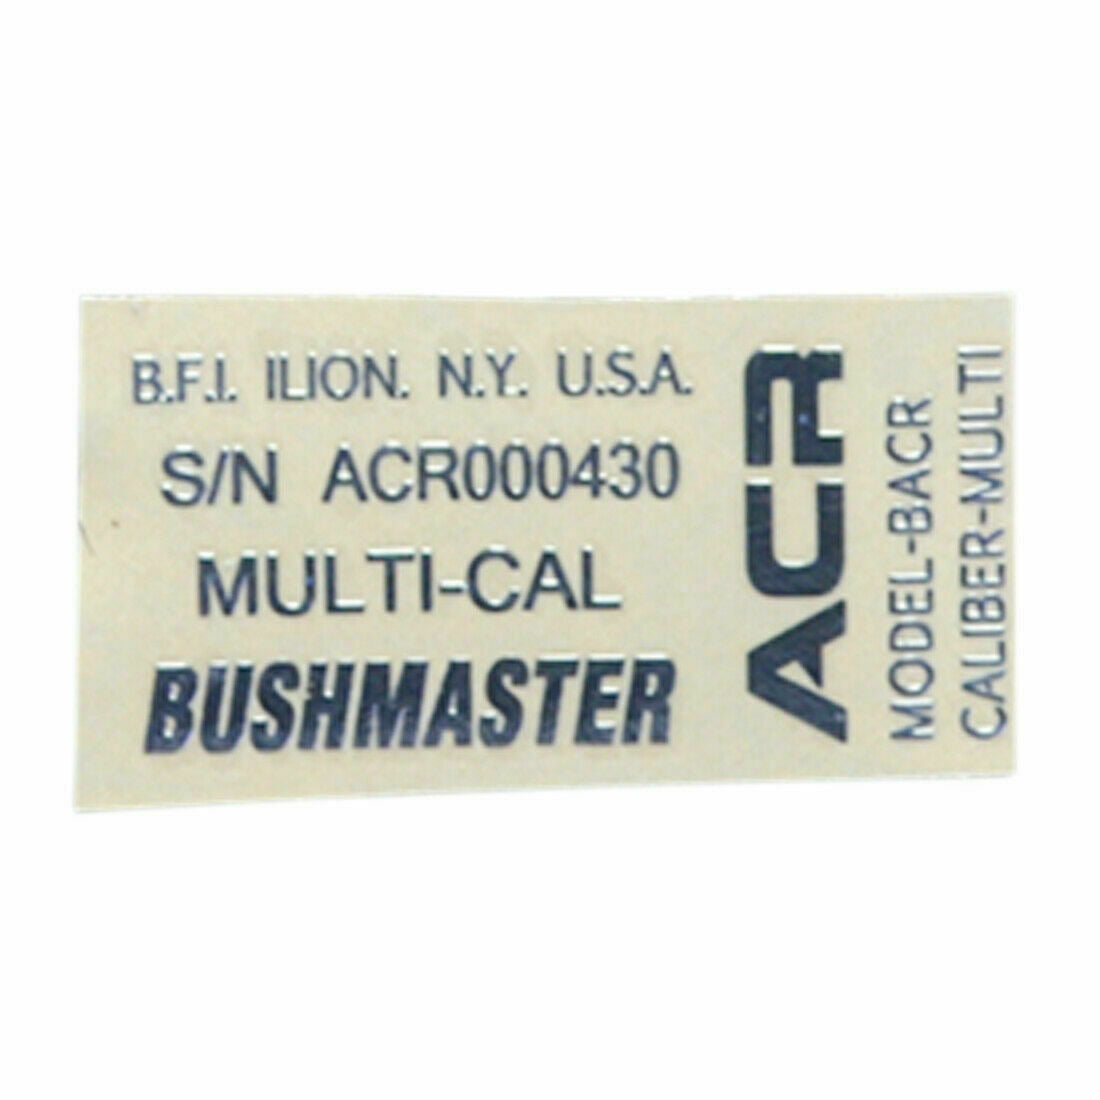 B.F.I. ILION. N.Y. U.S.A.
S/N ACR000430
MULTI-CAL
BUSHMASTER
ACR
MODEL-BACR
CALIBER-MULTI